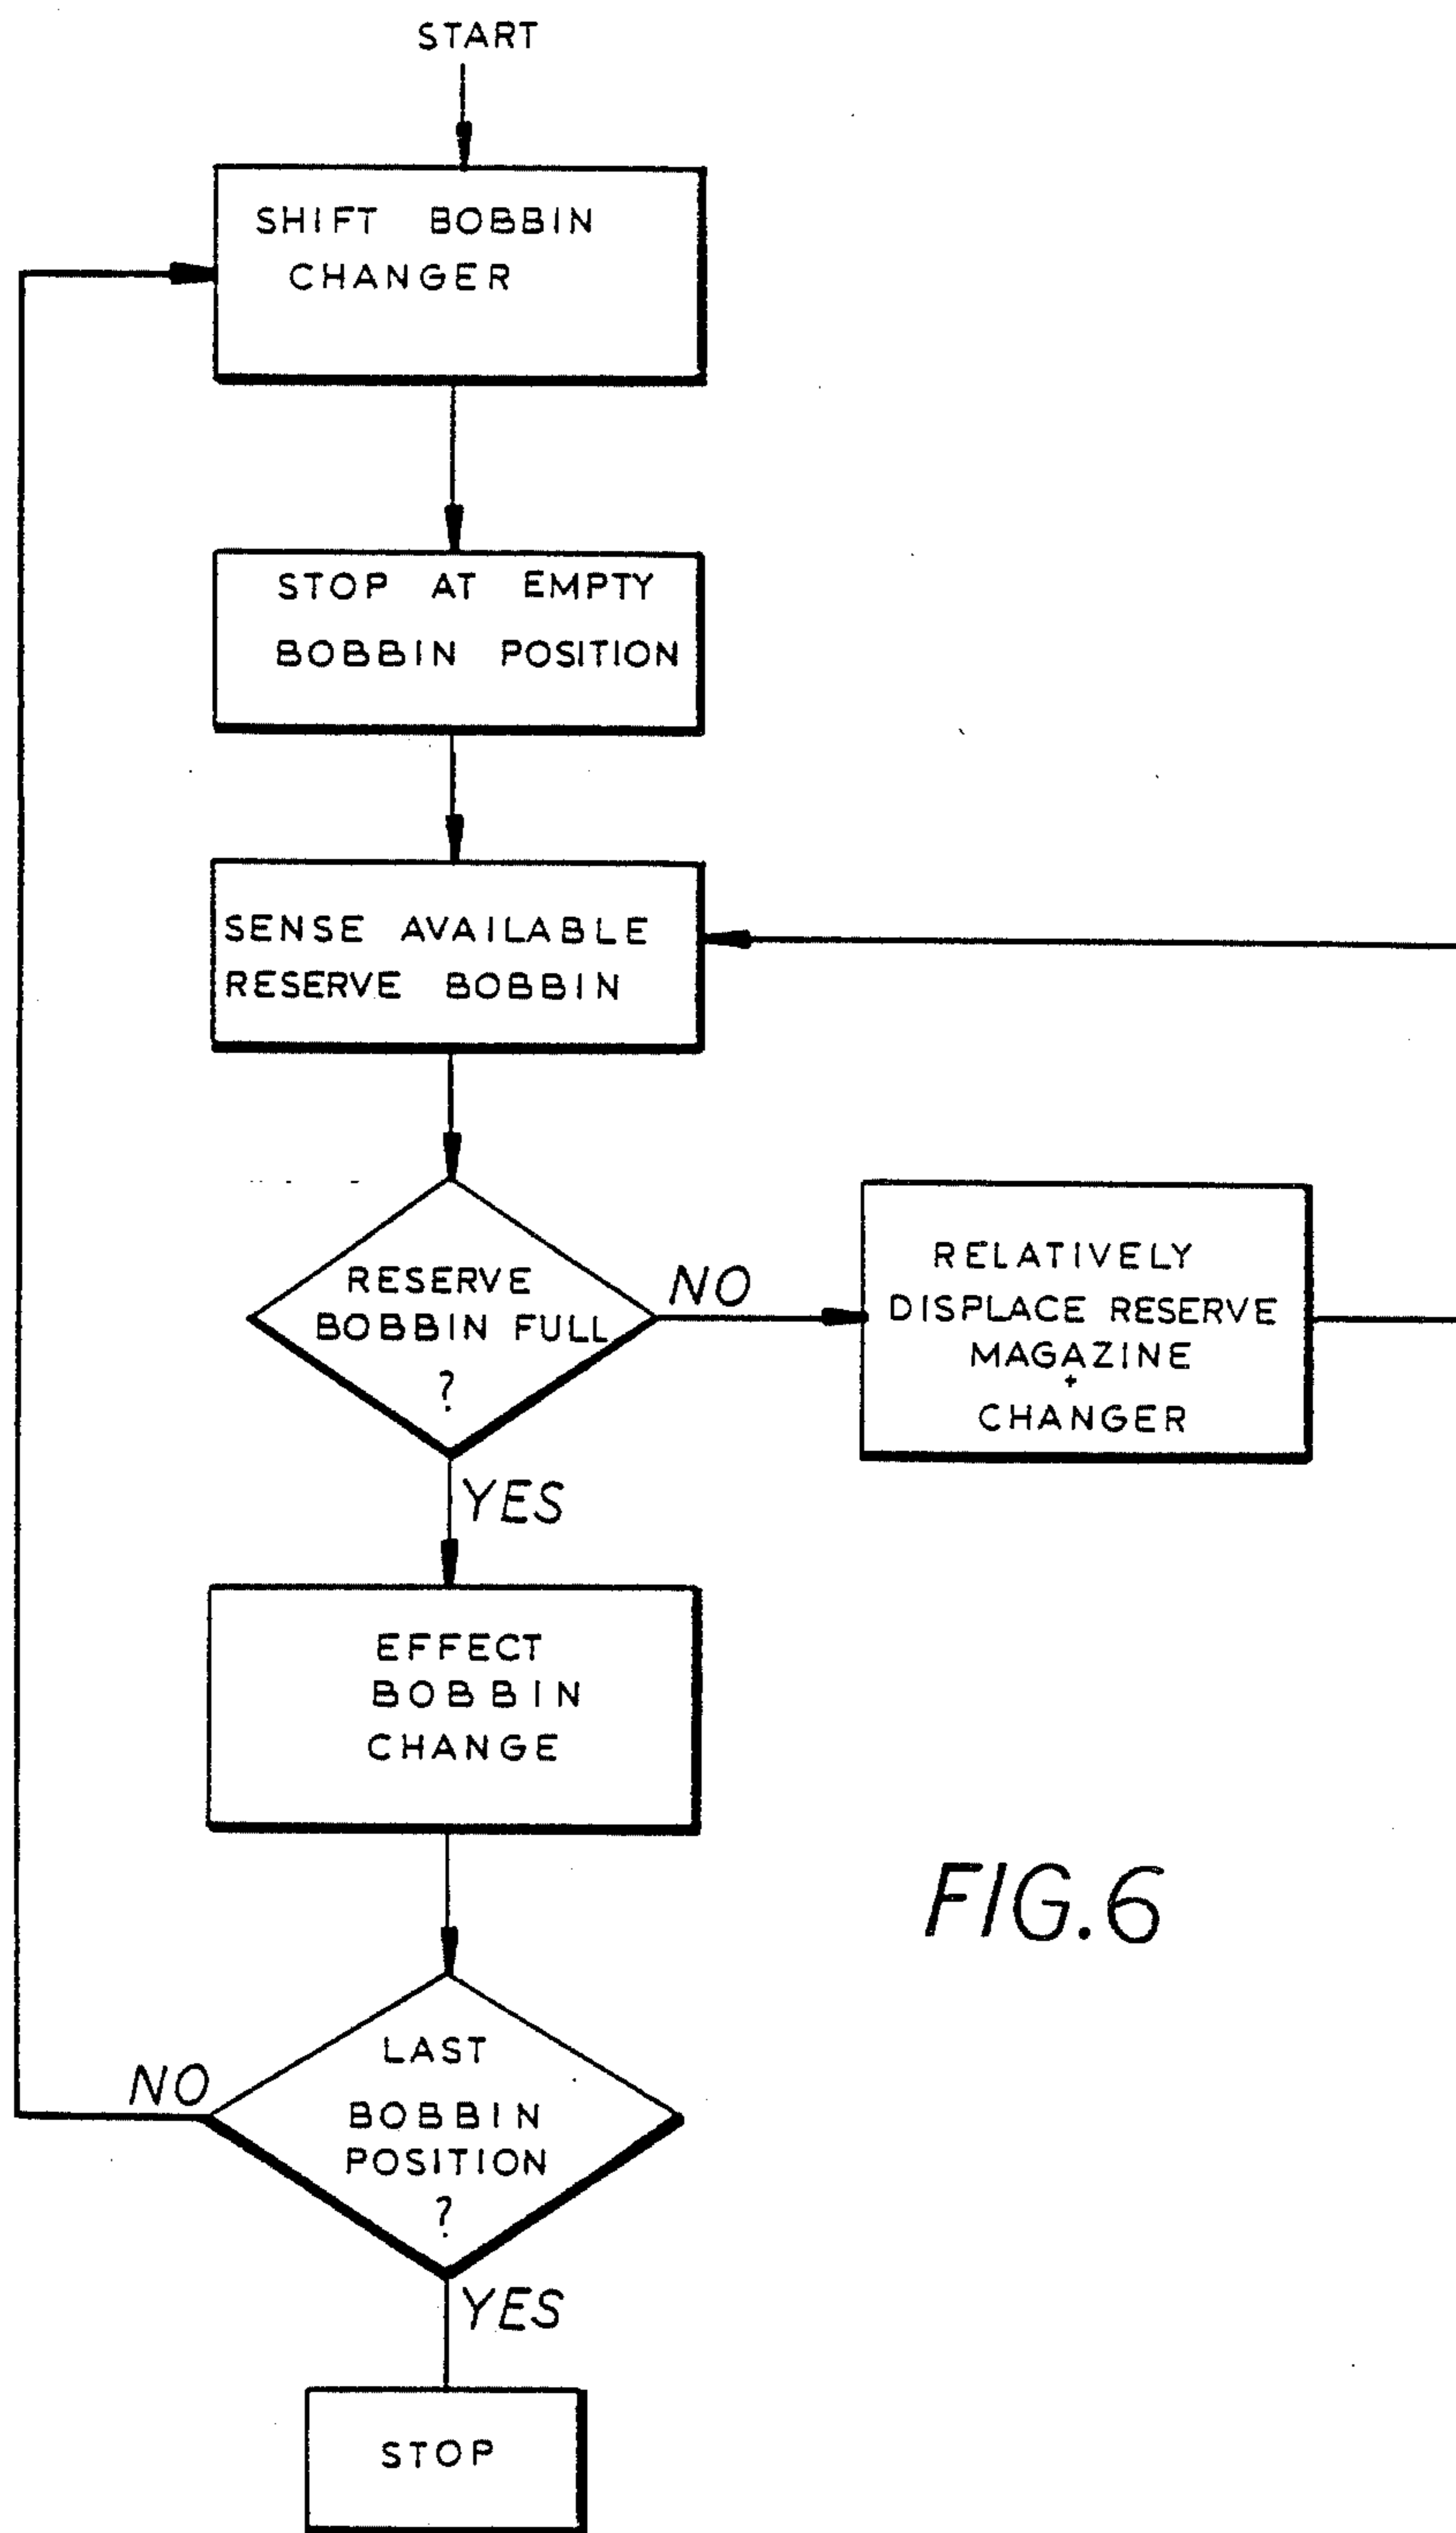 START
SHIFT BOBBIN
CHANGER
STOP AT EMPTY
BOBBIN POSITION
SENSE AVAILABLE
RESERVE BOBBIN
RESERVE
BOBBIN FULL
?
NO
RELATIVELY
DISPLACE RESERVE
MAGAZINE
+
CHANGER
YES
EFFECT
BOBBIN
CHANGE
FIG.6
LAST
BOBBIN
POSITION
?
NO
YES
STOP